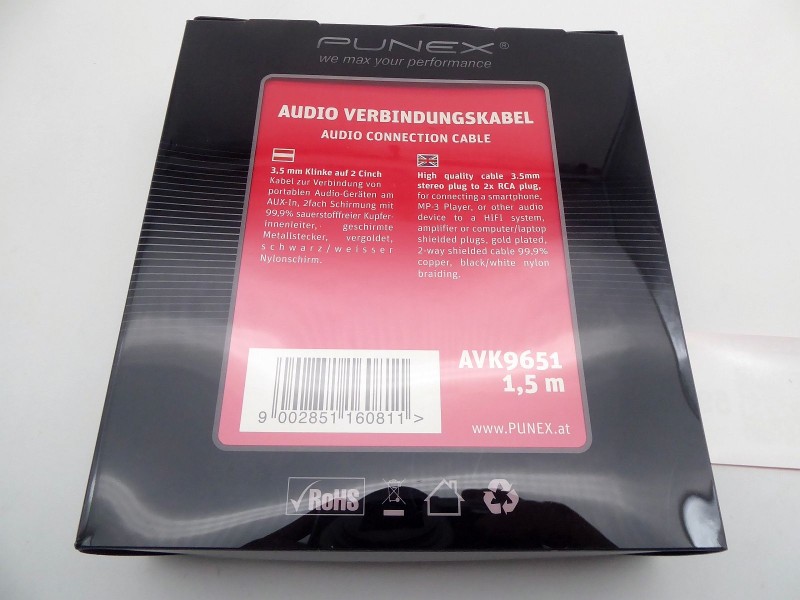 PUNEX®
we max your performance
AUDIO VERBINDUNGSKABEL
AUDIO CONNECTION CABLE
3,5 mm Klinke auf 2 Cinch
Kabel zur Verbindung von
portablen Audio-Geräten am
AUX-In, 2fach Schirmung mit
99,9% sauerstofffreier Kupfer-
innenleiter, geschirmte
Metallstecker, vergoldet,
schwarz/weisser
Nylonschirm.
High quality cable 3.5mm
stereo plug to 2x RCA plug,
for connecting a smartphone,
MP-3 Player, or other audio
device to a HIFI system,
amplifier or computer/laptop
shielded plugs, gold plated,
2-way shielded cable 99,9%
copper, black/white nylon
braiding.
9 002851 160811 >
AVK9651
1,5 m
www.PUNEX.at
RoHS